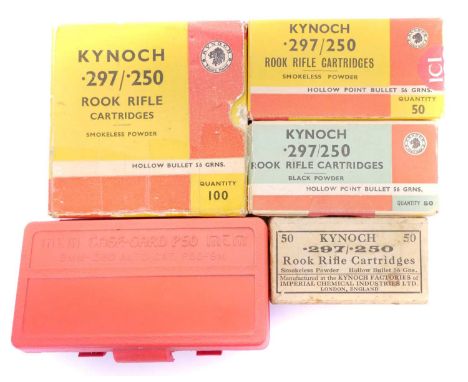 KYNOCH
·297/·250
ROOK RIFLE
CARTRIDGES
SMOKELESS POWDER
HOLLOW BULLET 56 GRNS.
QUANTITY
100
KYNOCH
·297/·250
ROOK RIFLE CARTRIDGES
SMOKELESS POWDER
HOLLOW POINT BULLET 56 GRNS.
QUANTITY
50
ICI
KYNOCH
·297/250
ROOK RIFLE CARTRIDGES
BLACK POWDER
HOLLOW POINT BULLET 56 GRNS.
QUANTITY 50
MTM CASE-GARD P50 MTM
50 KYNOCH 50
·297/·250
Rook Rifle Cartridges
Smokeless Powder Hollow Bullet 56 Gns.
Manufactured at the KYNOCH FACTORIES of
IMPERIAL CHEMICAL INDUSTRIES LTD.
LONDON, ENGLAND